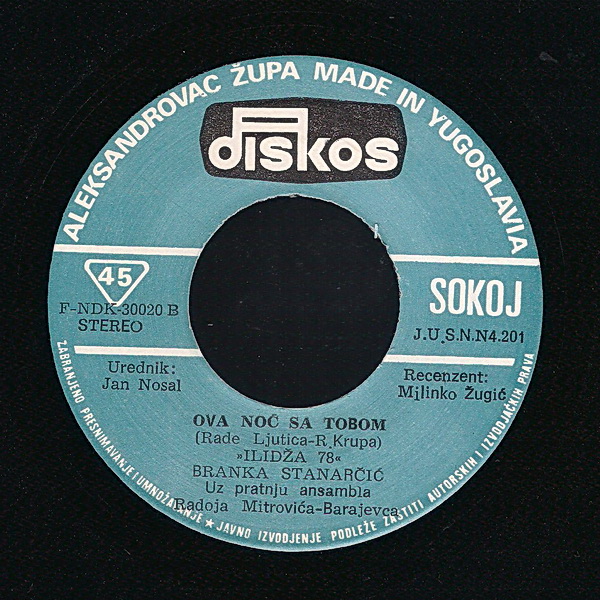 ALEKSANDROVAC ŽUPA MADE IN YUGOSLAVIA
diskos
45
F-NDK-30020 B
STEREO
SOKOJ
J.U.S.N.N4.201
Urednik:
Jan Nosal
Recenzent:
Milinko Žugić
OVA NOĆ SA TOBOM
(Rade Ljutica-R.Krupa)
»ILIDŽA 78«
BRANKA STANARČIĆ
Uz pratnju ansambla
Radoja Mitrovića-Barajevca
ZABRANJENO PRESNIMAVANJE I UMNOŽAVANJE ★ JAVNO IZVODJENJE PODLEŽE ZAŠTITI AUTORSKIH I IZVODJAČKIH PRAVA